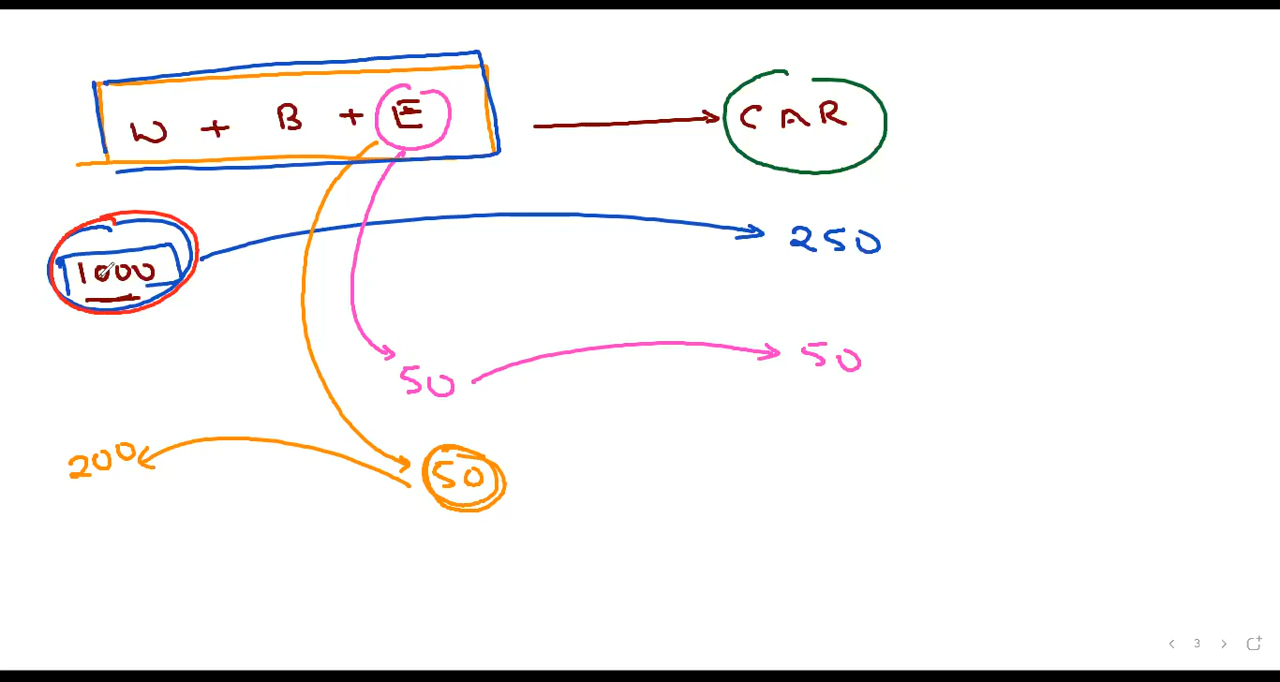 W + B + E → CAR
1000 → 250
50 → 50
200 ← 50
3